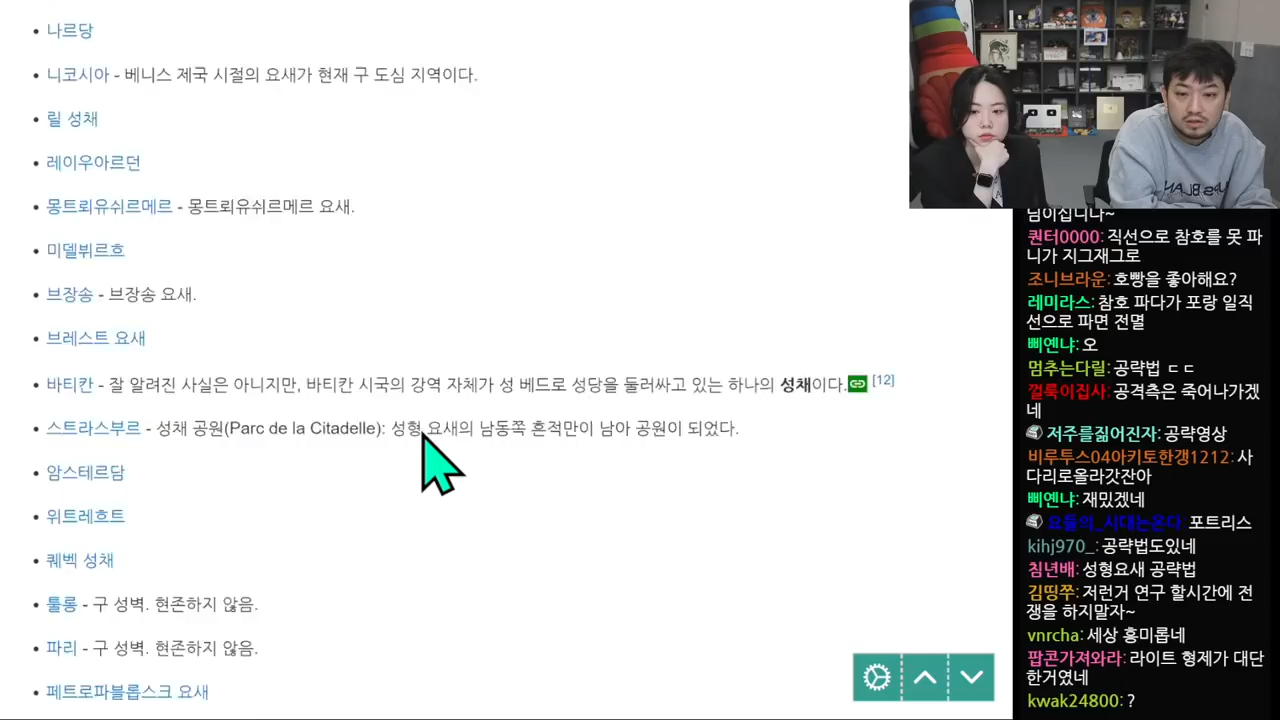 • 나르당
• 니코시아 - 베니스 제국 시절의 요새가 현재 구 도심 지역이다.
• 릴 성채
• 레이우아르던
• 몽트뢰유쉬르메르 - 몽트뢰유쉬르메르 요새.
• 미델뷔르흐
• 브장송 - 브장송 요새.
• 브레스트 요새
• 바티칸 - 잘 알려진 사실은 아니지만, 바티칸 시국의 강역 자체가 성 베드로 성당을 둘러싸고 있는 하나의 성채이다. [12]
• 스트라스부르 - 성채 공원(Parc de la Citadelle): 성형 요새의 남동쪽 흔적만이 남아 공원이 되었다.
• 암스테르담
• 위트레흐트
• 퀘벡 성채
• 툴롱 - 구 성벽. 현존하지 않음.
• 파리 - 구 성벽. 현존하지 않음.
• 페트로파블롭스크 요새
님이십니다~
퀀터0000: 직선으로 참호를 못 파
니가 지그재그로
조니브라운: 호빵을 좋아해요?
레미라스: 참호 파다가 포랑 일직
선으로 파면 전멸
삐옌냐: 오
멈추는다릴: 공략법 ㄷㄷ
껄룩이집사: 공격측은 죽어나가겠
네
저주를짊어진자: 공략영상
비루투스04아키토한갱1212: 사
다리로올라갓잔아
삐옌냐: 재밌겠네
요들의_시대는온다: 포트리스
kihj970_: 공략법도있네
침년배: 성형요새 공략법
김띵쭈: 저런거 연구 할시간에 전
쟁을 하지말자~
vnrcha: 세상 흥미롭네
팝콘가져와라: 라이트 형제가 대단
한거였네
kwak24800: ?